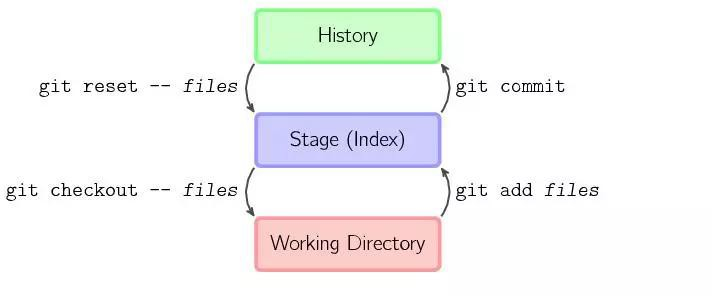 History
git reset -- files
git commit
Stage (Index)
git checkout -- files
git add files
Working Directory